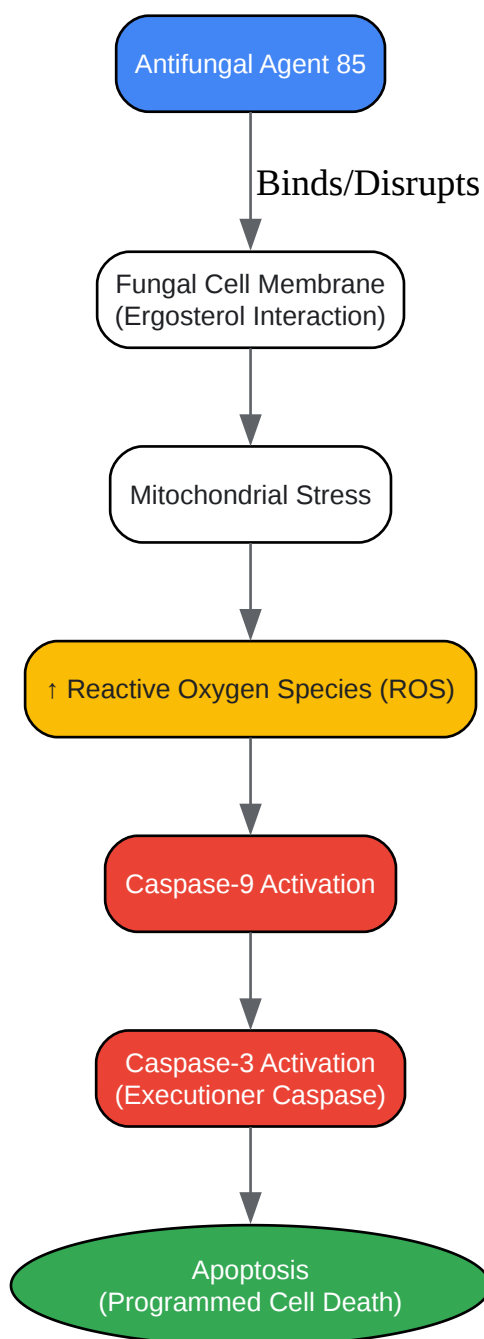 Antifungal Agent 85
Binds/Disrupts
Fungal Cell Membrane
(Ergosterol Interaction)
Mitochondrial Stress
↑ Reactive Oxygen Species (ROS)
Caspase-9 Activation
Caspase-3 Activation
(Executioner Caspase)
Apoptosis
(Programmed Cell Death)